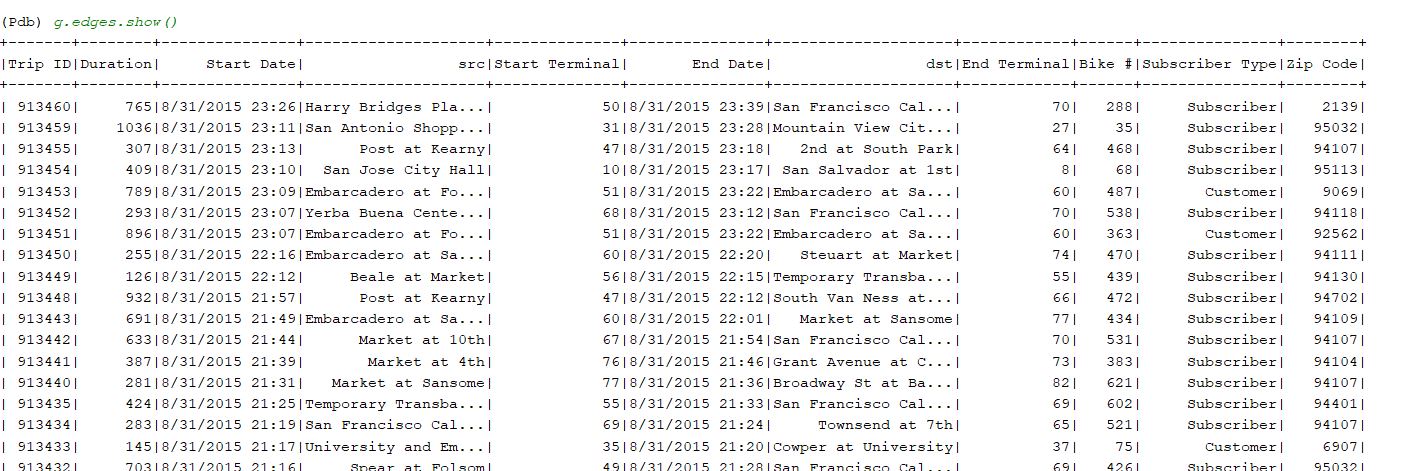 (Pdb) g.edges.show()
+-------+--------+---------------+--------------------+--------------+---------------+--------------------+------------+------+---------------+--------+
|Trip ID|Duration|     Start Date|                 src|Start Terminal|       End Date|                 dst|End Terminal|Bike #|Subscriber Type|Zip Code|
+-------+--------+---------------+--------------------+--------------+---------------+--------------------+------------+------+---------------+--------+
| 913460|     765|8/31/2015 23:26|Harry Bridges Pla...|            50|8/31/2015 23:39|San Francisco Cal...|          70|   288|     Subscriber|    2139|
| 913459|    1036|8/31/2015 23:11|San Antonio Shopp...|            31|8/31/2015 23:28|Mountain View Cit...|          27|    35|     Subscriber|   95032|
| 913455|     307|8/31/2015 23:13|      Post at Kearny|            47|8/31/2015 23:18|   2nd at South Park|          64|   468|     Subscriber|   94107|
| 913454|     409|8/31/2015 23:10|  San Jose City Hall|            10|8/31/2015 23:17| San Salvador at 1st|           8|    68|     Subscriber|   95113|
| 913453|     789|8/31/2015 23:09|Embarcadero at Fo...|            51|8/31/2015 23:22|Embarcadero at Sa...|          60|   487|       Customer|    9069|
| 913452|     293|8/31/2015 23:07|Yerba Buena Cente...|            68|8/31/2015 23:12|San Francisco Cal...|          70|   538|     Subscriber|   94118|
| 913451|     896|8/31/2015 23:07|Embarcadero at Fo...|            51|8/31/2015 23:22|Embarcadero at Sa...|          60|   363|       Customer|   92562|
| 913450|     255|8/31/2015 22:16|Embarcadero at Sa...|            60|8/31/2015 22:20|   Steuart at Market|          74|   470|     Subscriber|   94111|
| 913449|     126|8/31/2015 22:12|     Beale at Market|            56|8/31/2015 22:15|Temporary Transba...|          55|   439|     Subscriber|   94130|
| 913448|     932|8/31/2015 21:57|      Post at Kearny|            47|8/31/2015 22:12|South Van Ness at...|          66|   472|     Subscriber|   94702|
| 913443|     691|8/31/2015 21:49|Embarcadero at Sa...|            60|8/31/2015 22:01|   Market at Sansome|          77|   434|     Subscriber|   94109|
| 913442|     633|8/31/2015 21:44|      Market at 10th|            67|8/31/2015 21:54|San Francisco Cal...|          70|   531|     Subscriber|   94107|
| 913441|     387|8/31/2015 21:39|       Market at 4th|            76|8/31/2015 21:46|Grant Avenue at C...|          73|   383|     Subscriber|   94104|
| 913440|     281|8/31/2015 21:31|   Market at Sansome|            77|8/31/2015 21:36|Broadway St at Ba...|          82|   621|     Subscriber|   94107|
| 913435|     424|8/31/2015 21:25|Temporary Transba...|            55|8/31/2015 21:33|San Francisco Cal...|          69|   602|     Subscriber|   94401|
| 913434|     283|8/31/2015 21:19|San Francisco Cal...|            69|8/31/2015 21:24|     Townsend at 7th|          65|   521|     Subscriber|   94107|
| 913433|     145|8/31/2015 21:17|University and Em...|            35|8/31/2015 21:20|Cowper at University|          37|    75|       Customer|    6907|
| 913432|     703|8/31/2015 21:16|     Spear at Folsom|            49|8/31/2015 21:28|San Francisco Cal...|          69|   426|     Subscriber|   95032|